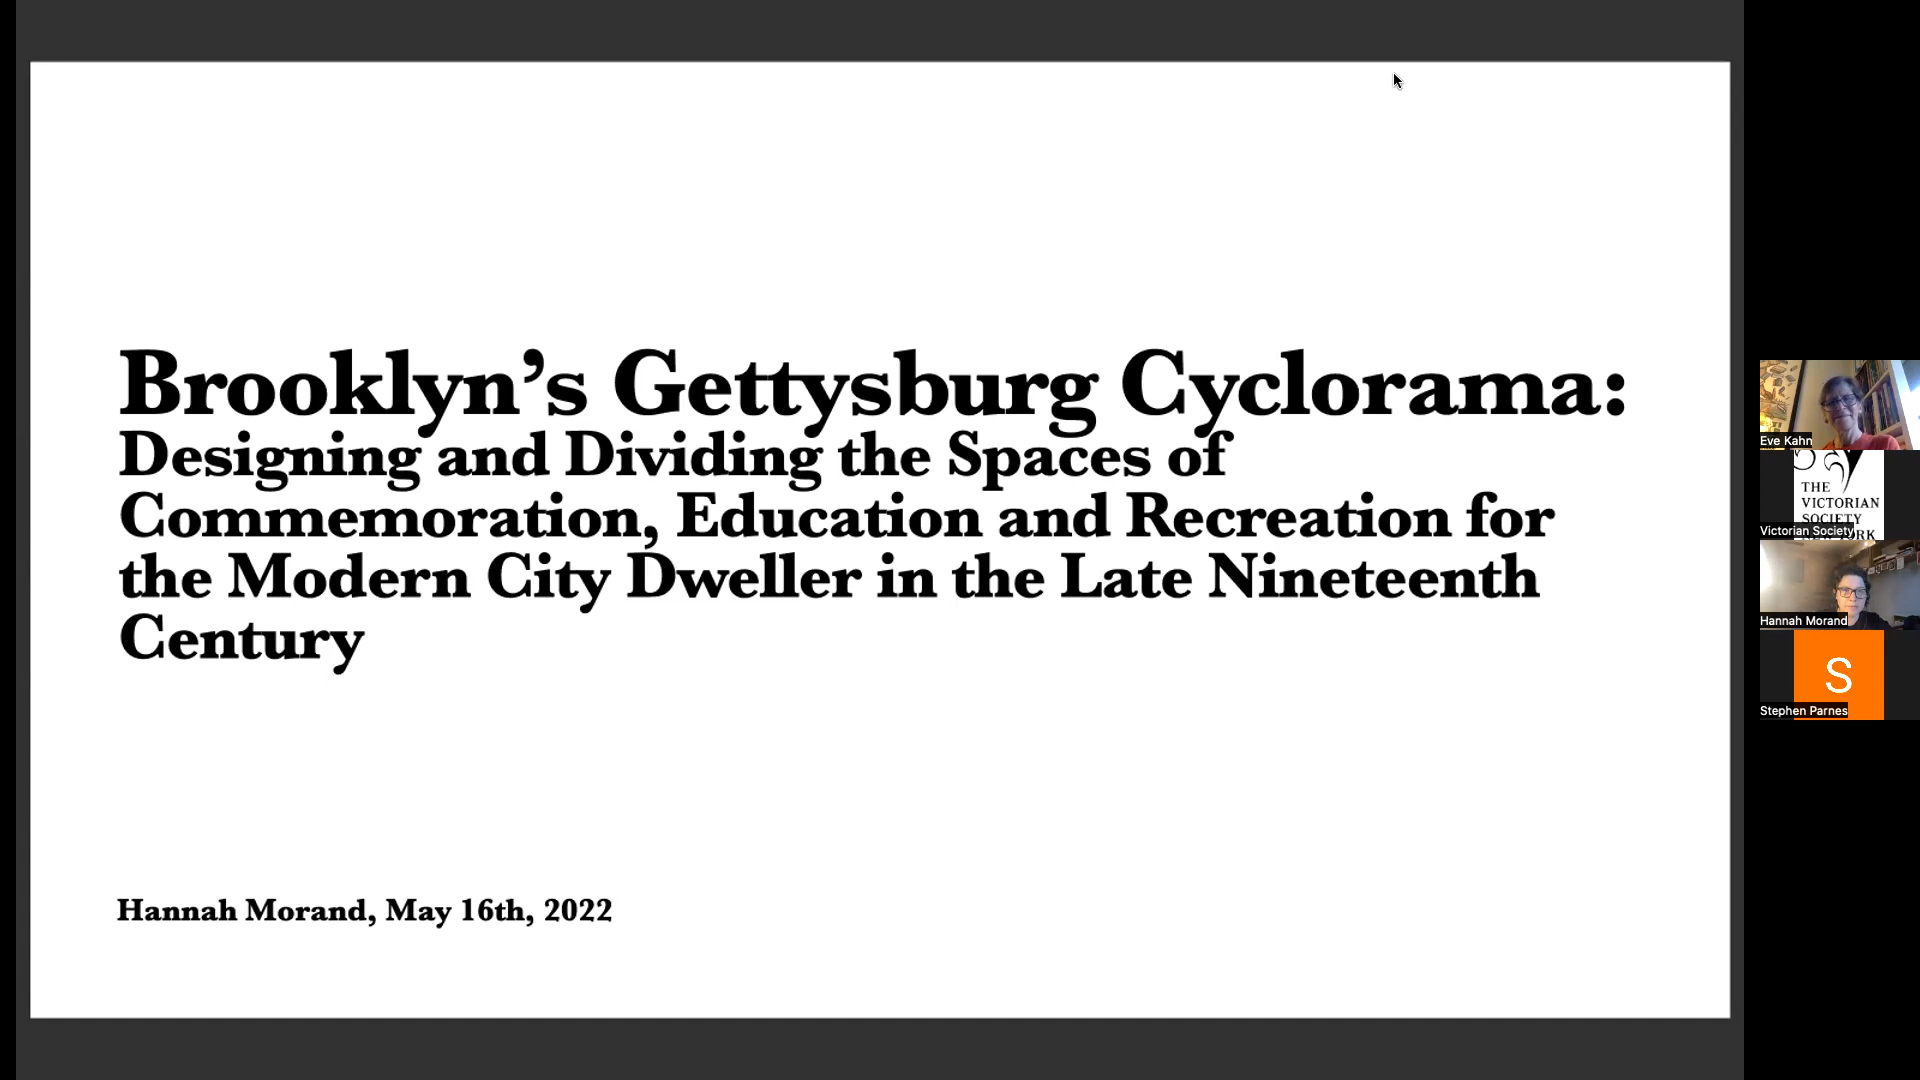 Brooklyn’s Gettysburg Cyclorama:
Designing and Dividing the Spaces of
Commemoration, Education and Recreation for
the Modern City Dweller in the Late Nineteenth
Century
Hannah Morand, May 16th, 2022
Eve Kahn
THE
VICTORIAN
SOCIETY
Victorian Society
Hannah Morand
S
Stephen Parnes